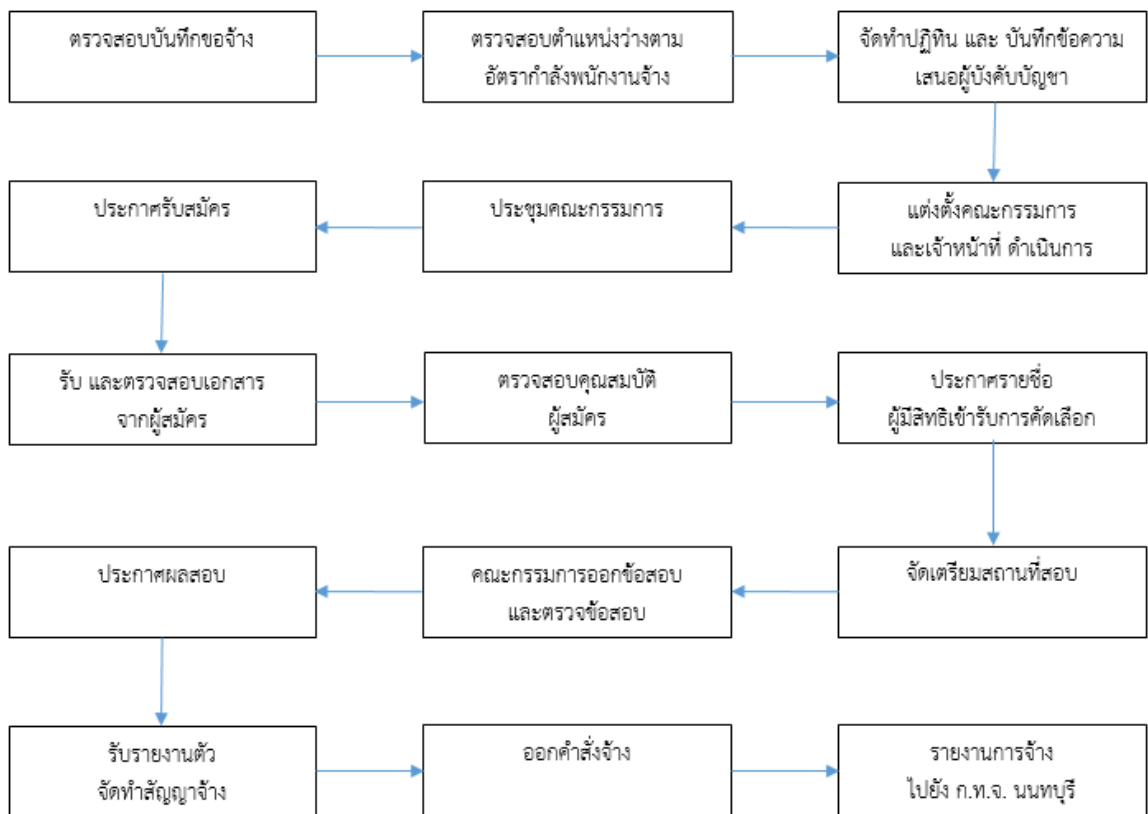 ตรวจสอบบันทึกขอจ้าง
ตรวจสอบตำแหน่งว่างตาม
อัตรากำลังพนักงานจ้าง
จัดทำปฏิทิน และ บันทึกข้อความ
เสนอผู้บังคับบัญชา
แต่งตั้งคณะกรรมการ
และเจ้าหน้าที่ ดำเนินการ
ประชุมคณะกรรมการ
ประกาศรับสมัคร
รับ และตรวจสอบเอกสาร
จากผู้สมัคร
ตรวจสอบคุณสมบัติ
ผู้สมัคร
ประกาศรายชื่อ
ผู้มีสิทธิเข้ารับการคัดเลือก
จัดเตรียมสถานที่สอบ
คณะกรรมการออกข้อสอบ
และตรวจข้อสอบ
ประกาศผลสอบ
รับรายงานตัว
จัดทำสัญญาจ้าง
ออกคำสั่งจ้าง
รายงานการจ้าง
ไปยัง ก.ท.จ. นนทบุรี